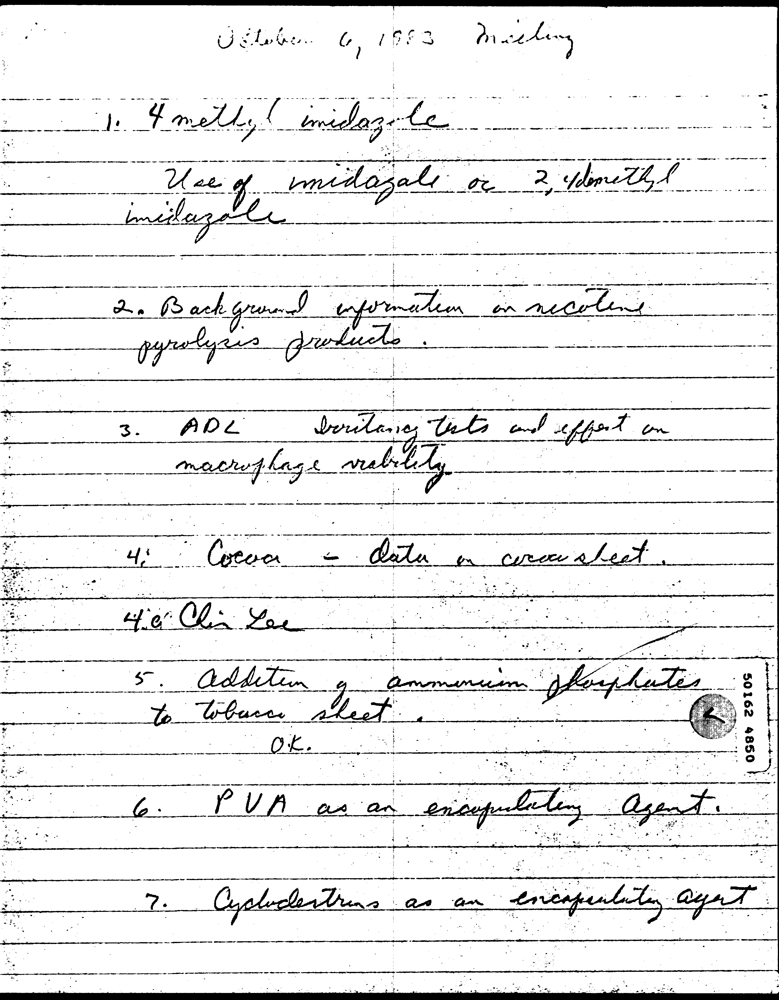 October 6, 1983 Meeting
1. 4 methyl imidazole
Use of imidazole or 2,4 dimethyl
imidazole
2. Background information on nicotine
pyrolysis products.
3. ADL Irritancy tests and effect on
macrophage viability
4. Cocoa - data on cocoa sheet.
4.a Chin Lee
5. Addition of ammonium phosphates
to tobacco sheet.
O.K.
6. PVA as an encapsulating agent.
7. Cyclodextrins as an encapsulating agent
50162 4850